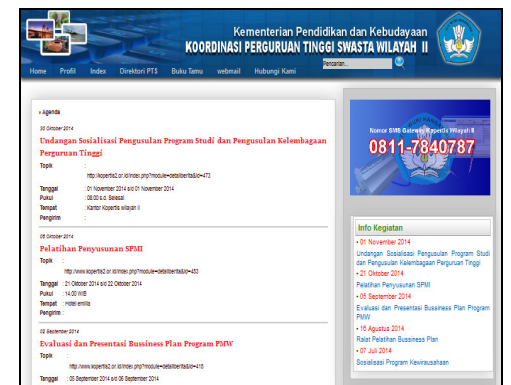 Kementerian Pendidikan dan Kebudayaan
KOORDINASI PERGURUAN TINGGI SWASTA WILAYAH II
Pencarian...
Home Profil Index Direktori PTS Buku Tamu webmail Hubungi Kami
» Agenda
30 Oktober 2014
Undangan Sosialisasi Pengusulan Program Studi dan Pengusulan Kelembagaan
Perguruan Tinggi
Topik :
http://kopertis2.or.id/index.php?module=detailberita&id=473
Tanggal : 01 November 2014 s/d 01 November 2014
Pukul : 08.00 s.d. Selesai
Tempat : Kantor Kopertis wilayah II
Pengirim :
08 Oktober 2014
Pelatihan Penyusunan SPMI
Topik :
http://www.kopertis2.or.id/index.php?module=detailberita&id=453
Tanggal : 21 Oktober 2014 s/d 22 Oktober 2014
Pukul : 14.00 WIB
Tempat : Hotel emilia
Pengirim :
02 September 2014
Evaluasi dan Presentasi Bussiness Plan Program PMW
Topik :
http://www.kopertis2.or.id/index.php?module=detailberita&id=418
Tanggal : 05 September 2014 s/d 06 September 2014
Nomor SMS Gateway Kopertis Wilayah II
0811-7840787
Info Kegiatan
• 01 November 2014
Undangan Sosialisasi Pengusulan Program Studi
dan Pengusulan Kelembagaan Perguruan Tinggi
• 21 Oktober 2014
Pelatihan Penyusunan SPMI
• 05 September 2014
Evaluasi dan Presentasi Bussiness Plan Program
PMW
• 16 Agustus 2014
Ralat Pelatihan Bussiness Plan
• 07 Juli 2014
Sosialisasi Program Kewirausahaan